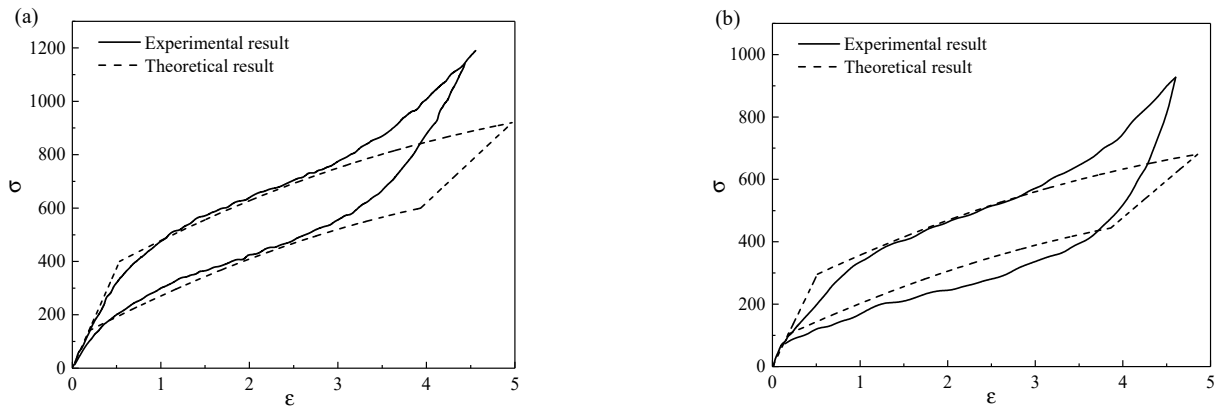 (a)
Experimental result
Theoretical result
1200
1000
800
600
400
200
0
0 1 2 3 4 5
σ
ε
(b)
Experimental result
Theoretical result
1000
800
600
400
200
0
0 1 2 3 4 5
σ
ε